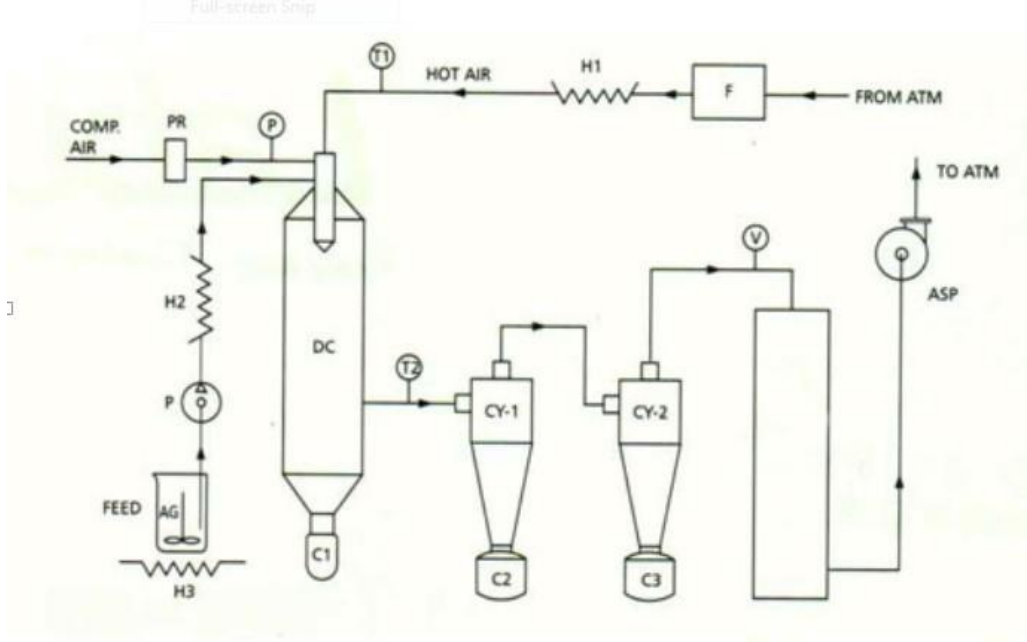 Full-screen Snip
T1
HOT AIR
H1
F
FROM ATM
COMP.
AIR
PR
P
TO ATM
V
ASP
H2
DC
T2
P
CY-1
CY-2
FEED
AG
C1
C2
C3
H3